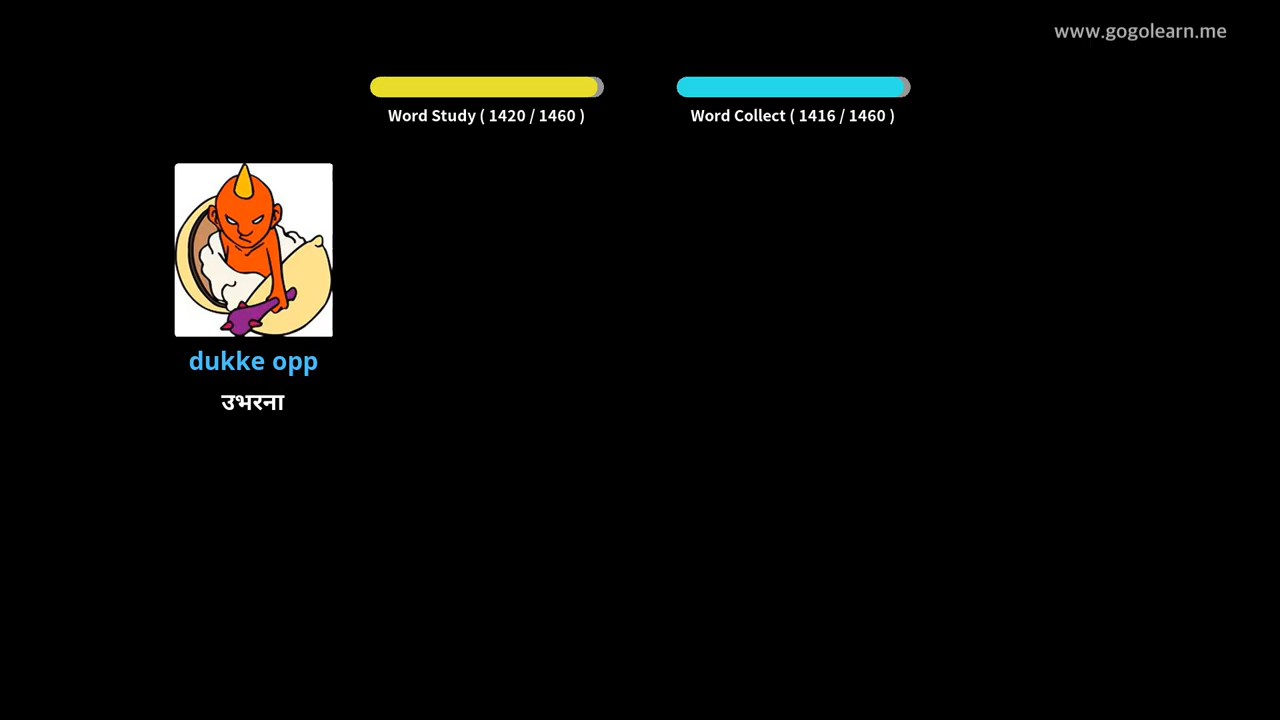 www.gogolearn.me
Word Study ( 1420 / 1460 )
Word Collect ( 1416 / 1460 )
dukke opp
उभरना